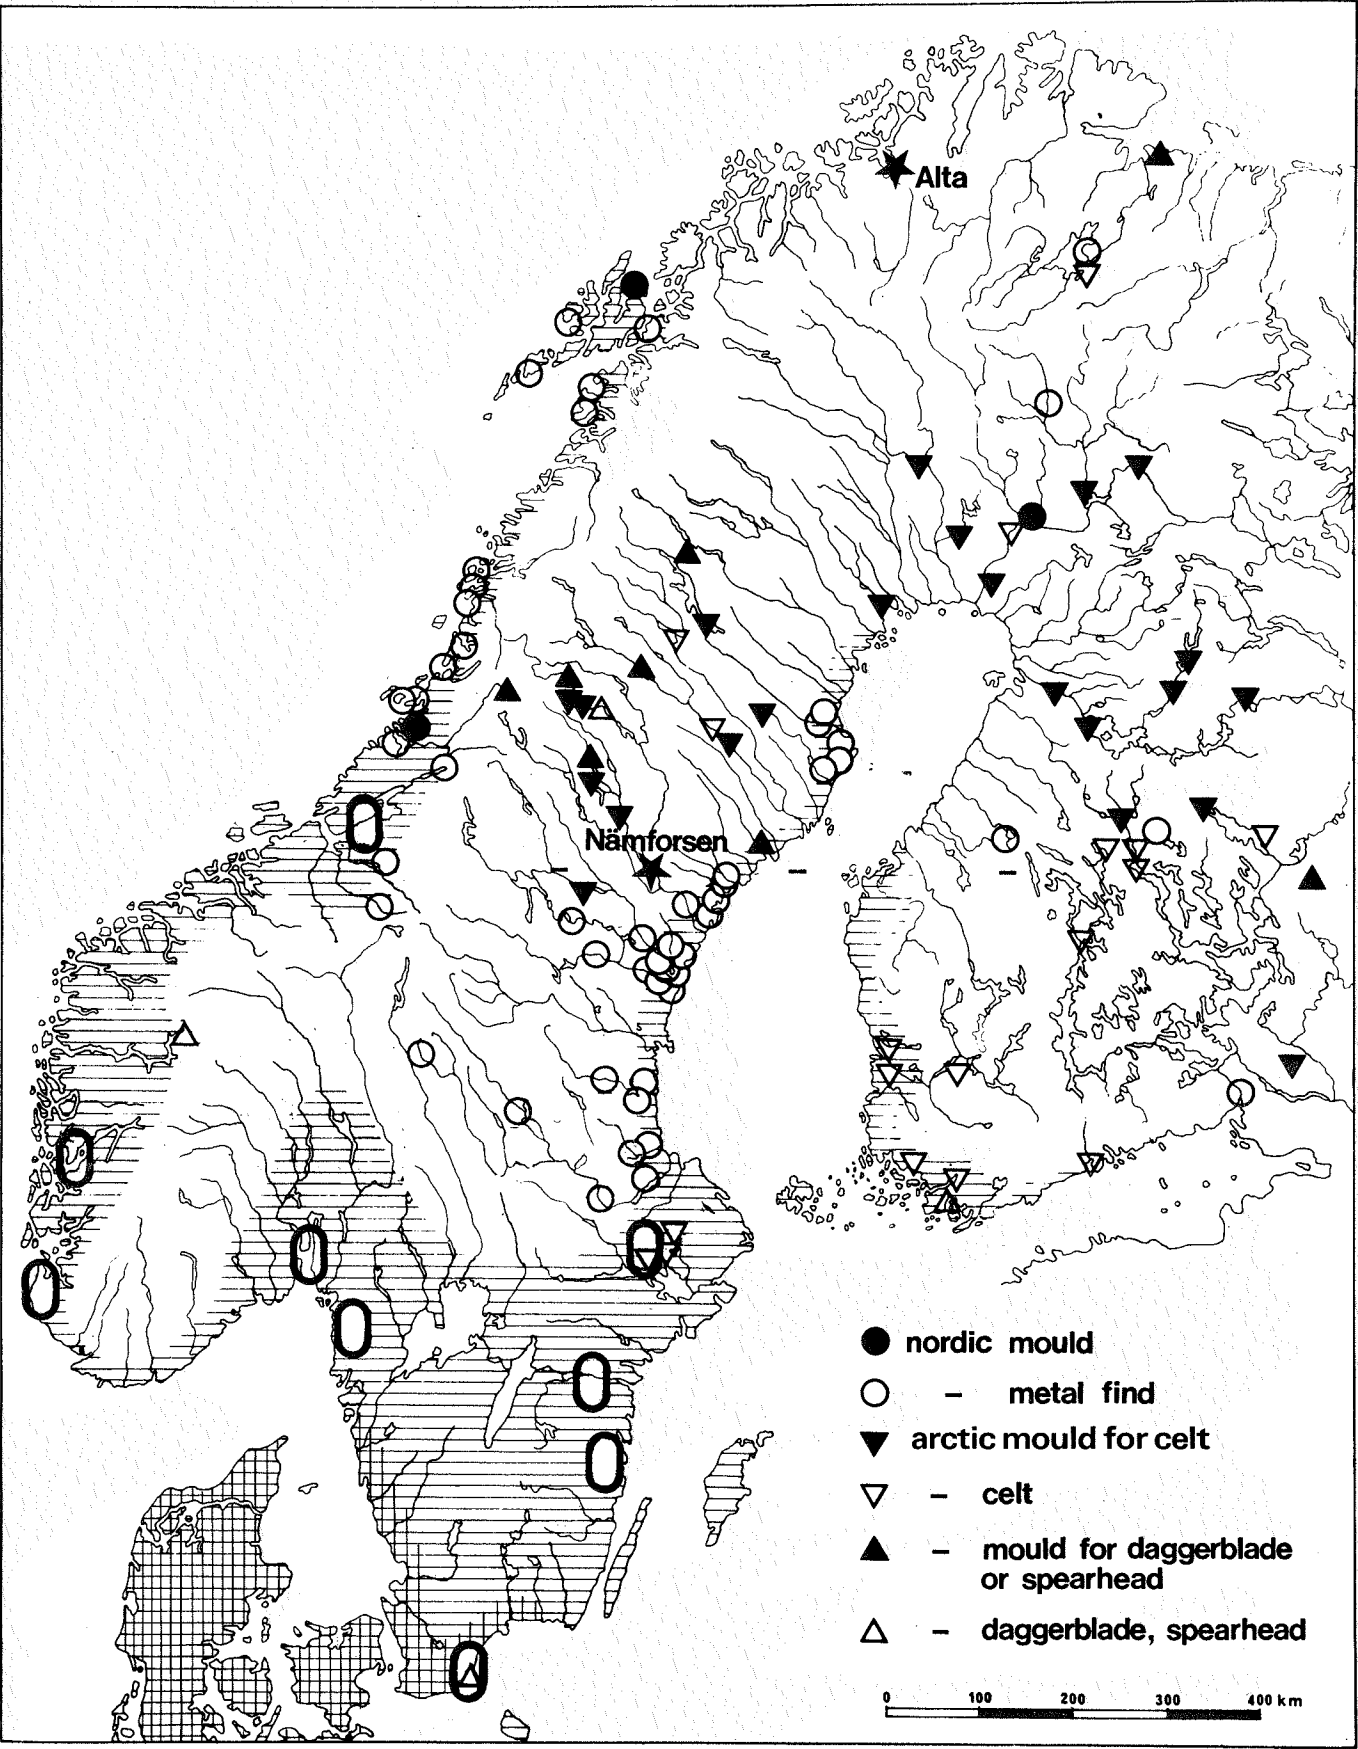 Alta
Nämforsen
nordic mould
– metal find
arctic mould for celt
– celt
– mould for daggerblade
or spearhead
– daggerblade, spearhead
0 100 200 300 400 km